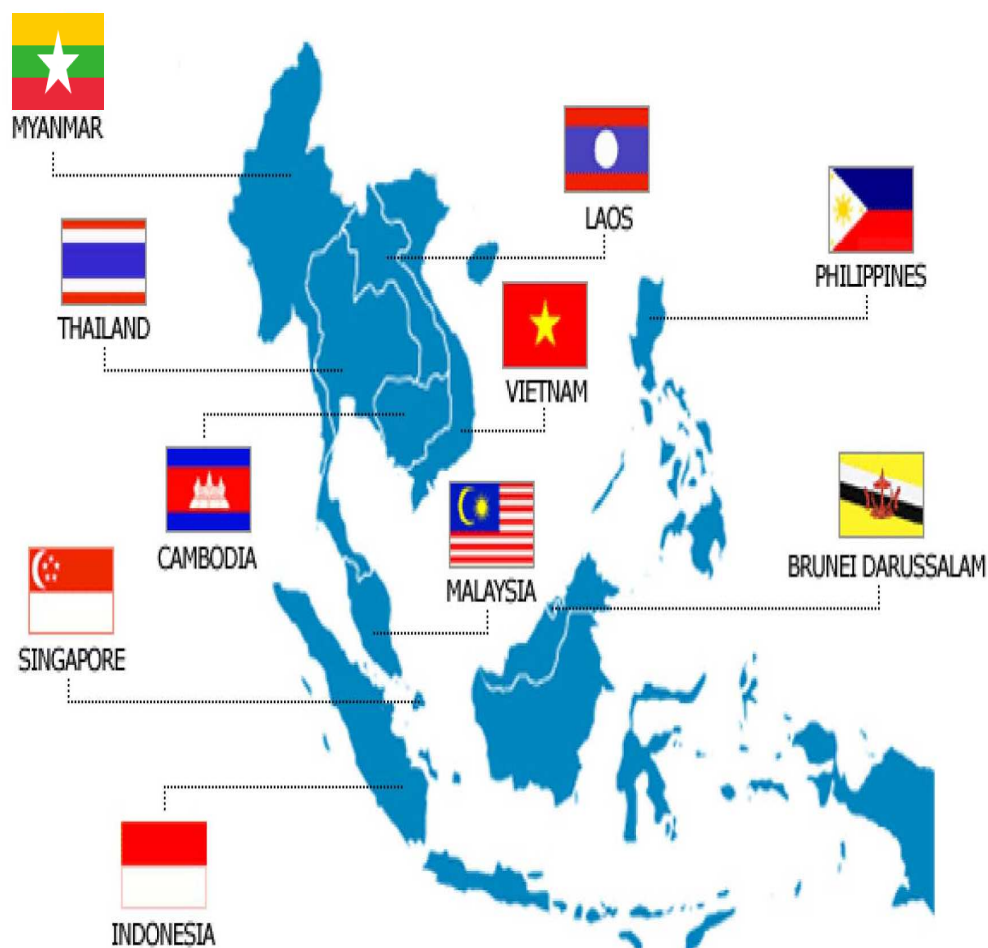 MYANMAR
LAOS
PHILIPPINES
THAILAND
VIETNAM
CAMBODIA
MALAYSIA
BRUNEI DARUSSALAM
SINGAPORE
INDONESIA